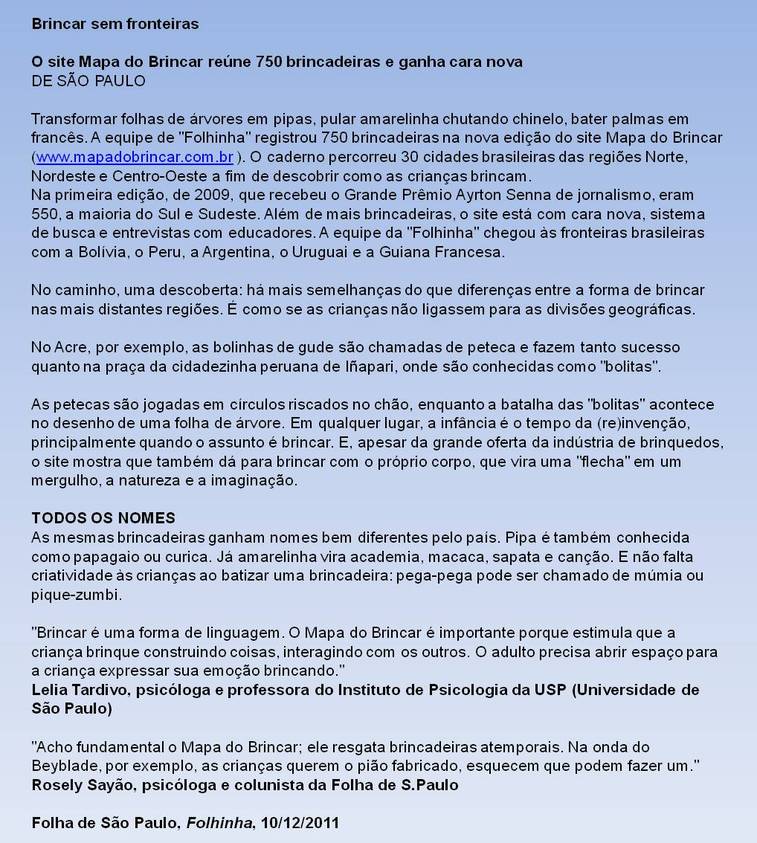 Brincar sem fronteiras
O site Mapa do Brincar reúne 750 brincadeiras e ganha cara nova
DE SÃO PAULO
Transformar folhas de árvores em pipas, pular amarelinha chutando chinelo, bater palmas em
francês. A equipe de "Folhinha" registrou 750 brincadeiras na nova edição do site Mapa do Brincar
(www.mapadobrincar.com.br ). O caderno percorreu 30 cidades brasileiras das regiões Norte,
Nordeste e Centro-Oeste a fim de descobrir como as crianças brincam.
Na primeira edição, de 2009, que recebeu o Grande Prêmio Ayrton Senna de jornalismo, eram
550, a maioria do Sul e Sudeste. Além de mais brincadeiras, o site está com cara nova, sistema
de busca e entrevistas com educadores. A equipe da "Folhinha" chegou às fronteiras brasileiras
com a Bolívia, o Peru, a Argentina, o Uruguai e a Guiana Francesa.
No caminho, uma descoberta: há mais semelhanças do que diferenças entre a forma de brincar
nas mais distantes regiões. É como se as crianças não ligassem para as divisões geográficas.
No Acre, por exemplo, as bolinhas de gude são chamadas de peteca e fazem tanto sucesso
quanto na praça da cidadezinha peruana de Iñapari, onde são conhecidas como "bolitas".
As petecas são jogadas em círculos riscados no chão, enquanto a batalha das "bolitas" acontece
no desenho de uma folha de árvore. Em qualquer lugar, a infância é o tempo da (re)invenção,
principalmente quando o assunto é brincar. E, apesar da grande oferta da indústria de brinquedos,
o site mostra que também dá para brincar com o próprio corpo, que vira uma "flecha" em um
mergulho, a natureza e a imaginação.
TODOS OS NOMES
As mesmas brincadeiras ganham nomes bem diferentes pelo país. Pipa é também conhecida
como papagaio ou curica. Já amarelinha vira academia, macaca, sapata e canção. E não falta
criatividade às crianças ao batizar uma brincadeira: pega-pega pode ser chamado de múmia ou
pique-zumbi.
"Brincar é uma forma de linguagem. O Mapa do Brincar é importante porque estimula que a
criança brinque construindo coisas, interagindo com os outros. O adulto precisa abrir espaço para
a criança expressar sua emoção brincando."
Lelia Tardivo, psicóloga e professora do Instituto de Psicologia da USP (Universidade de
São Paulo)
"Acho fundamental o Mapa do Brincar; ele resgata brincadeiras atemporais. Na onda do
Beyblade, por exemplo, as crianças querem o pião fabricado, esquecem que podem fazer um."
Rosely Sayão, psicóloga e colunista da Folha de S.Paulo
Folha de São Paulo, Folhinha, 10/12/2011